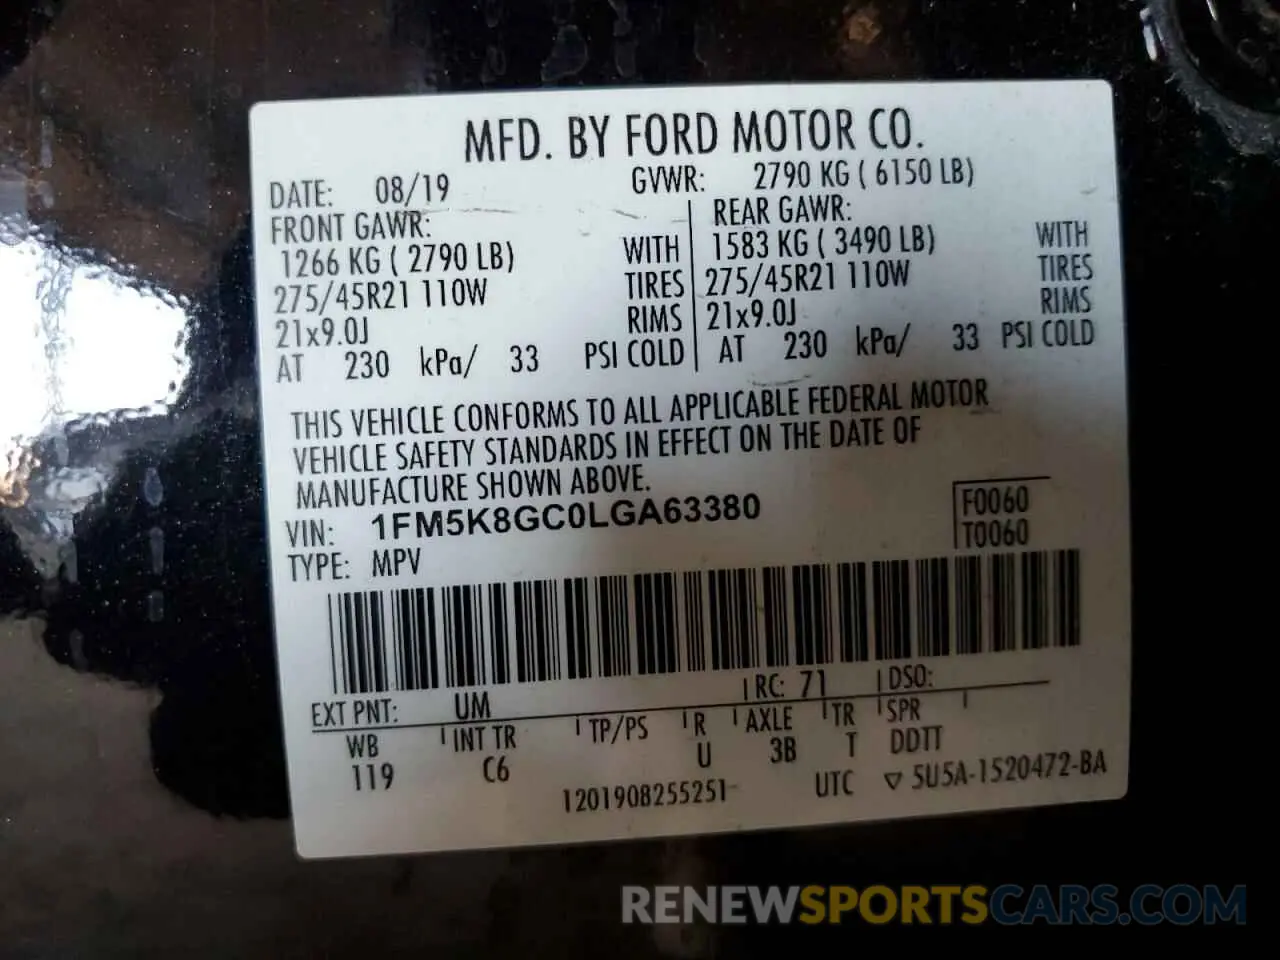 MFD. BY FORD MOTOR CO.
DATE: 08/19 GVWR: 2790 KG ( 6150 LB)
FRONT GAWR: REAR GAWR:
1266 KG ( 2790 LB) WITH 1583 KG ( 3490 LB) WITH
275/45R21 110W TIRES 275/45R21 110W TIRES
21x9.0J RIMS 21x9.0J RIMS
AT 230 kPa/ 33 PSI COLD AT 230 kPa/ 33 PSI COLD
THIS VEHICLE CONFORMS TO ALL APPLICABLE FEDERAL MOTOR
VEHICLE SAFETY STANDARDS IN EFFECT ON THE DATE OF
MANUFACTURE SHOWN ABOVE.
VIN: 1FM5K8GC0LGA63380 F0060
TYPE: MPV T0060
EXT PNT: UM RC: 71 DSO:
WB INT TR TP/PS R AXLE TR SPR
119 C6 U 3B T DDTT
1201908255251 UTC ▽ 5U5A-1520472-BA
RENEWSPORTSCARS.COM